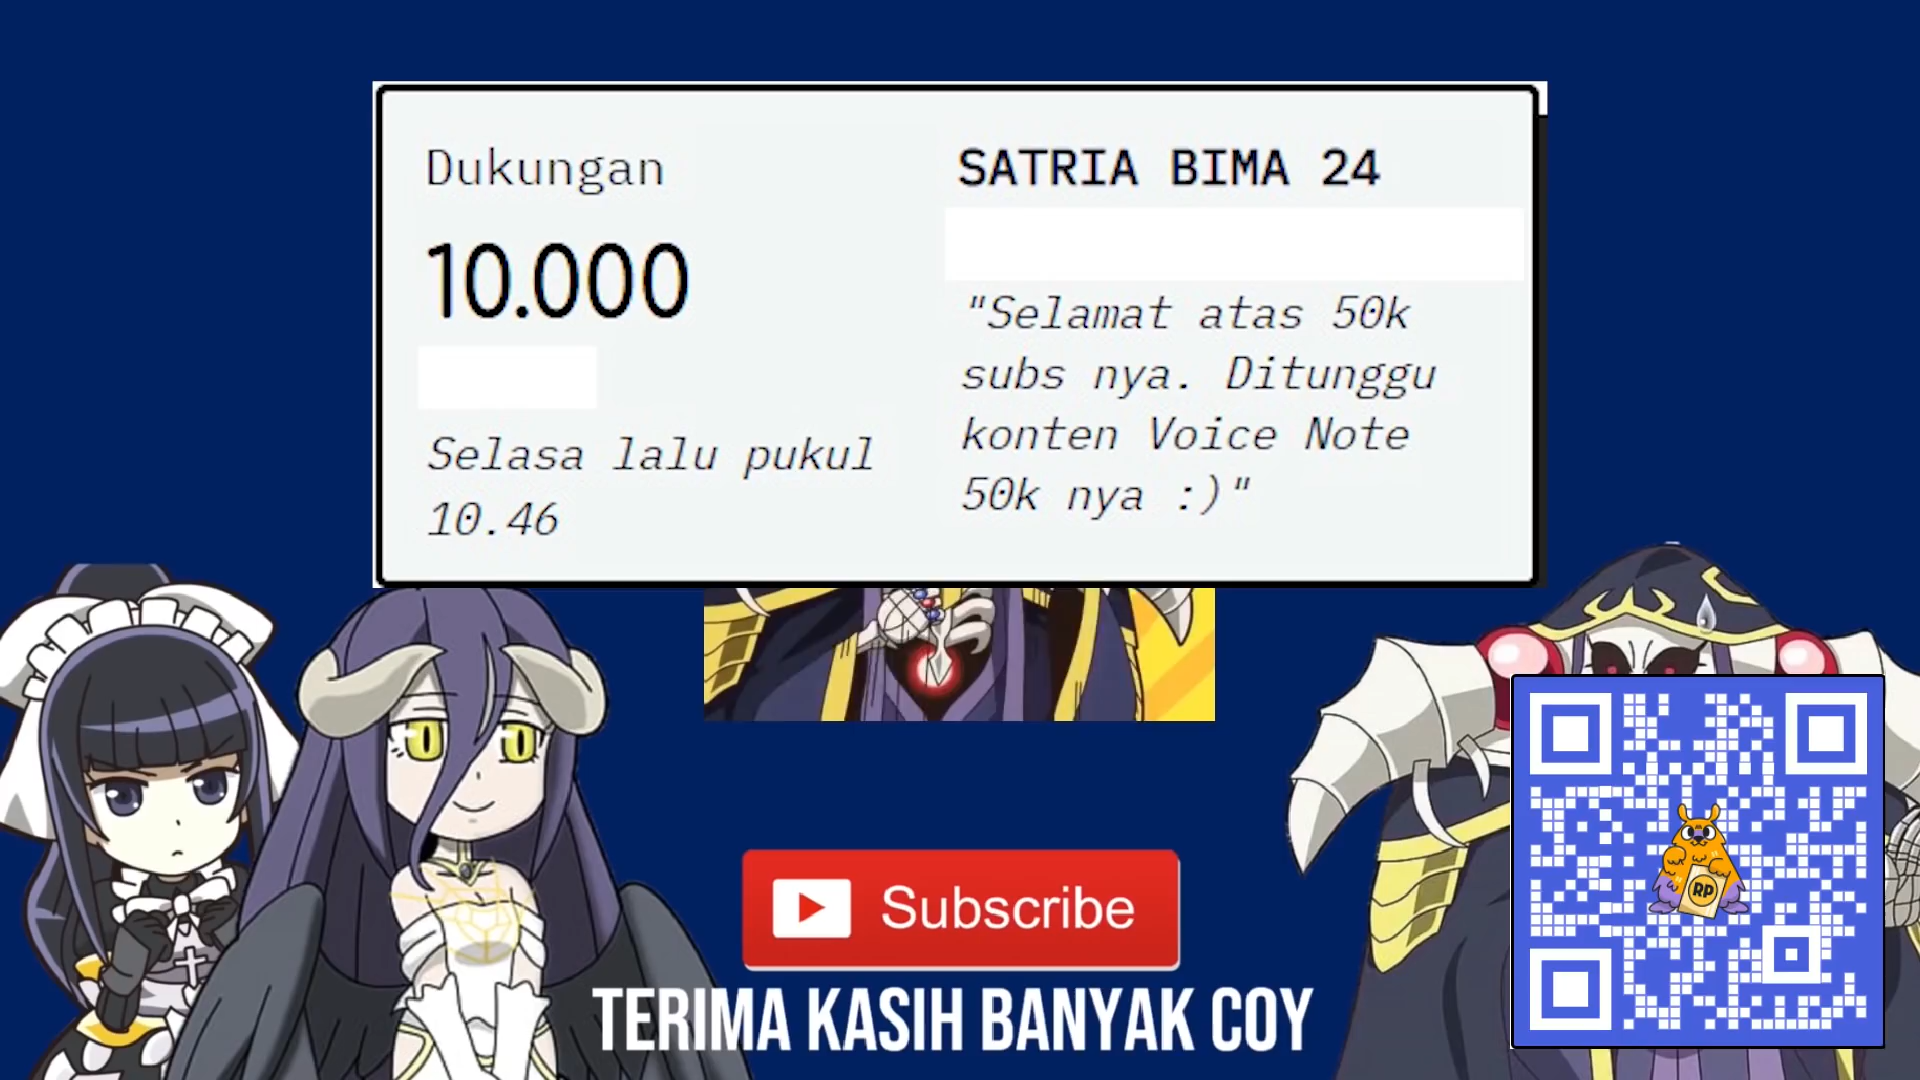 Dukungan
10.000
Selasa lalu pukul
10.46
SATRIA BIMA 24
"Selamat atas 50k
subs nya. Ditunggu
konten Voice Note
50k nya :)"
Subscribe
TERIMA KASIH BANYAK COY
RP